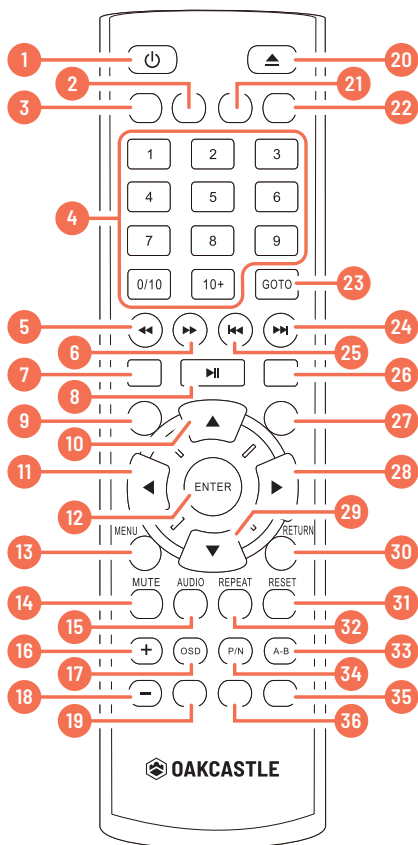 1 20
2 21
3 22
1 2 3
4 5 6
4
7 8 9
0/10 10+ GOTO
23
5 24
6 25
7 26
8
9 27
10
11 28
ENTER
12 29
MENU RETURN
13 30
MUTE AUDIO REPEAT RESET
14 31
15 32
16 + OSD P/N A-B 33
17 34
18 − 35
19 36
OAKCASTLE